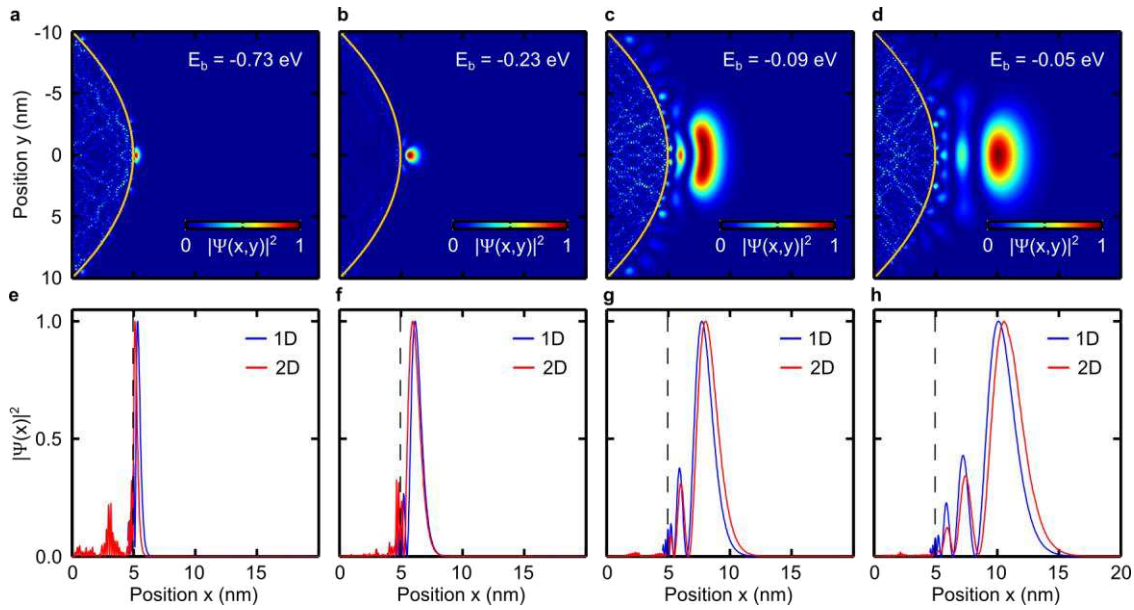 a b c d
E_b = -0.73 eV E_b = -0.23 eV E_b = -0.09 eV E_b = -0.05 eV
Position y (nm)
-10
-5
0
5
10
0 1 0 1 0 1 0 1
|Ψ(x,y)|² |Ψ(x,y)|² |Ψ(x,y)|² |Ψ(x,y)|²
e f g h
1D 1D 1D 1D
2D 2D 2D 2D
|Ψ(x)|²
1.0
0.5
0.0
0 5 10 15 0 5 10 15 0 5 10 15 0 5 10 15 20
Position x (nm) Position x (nm) Position x (nm) Position x (nm)